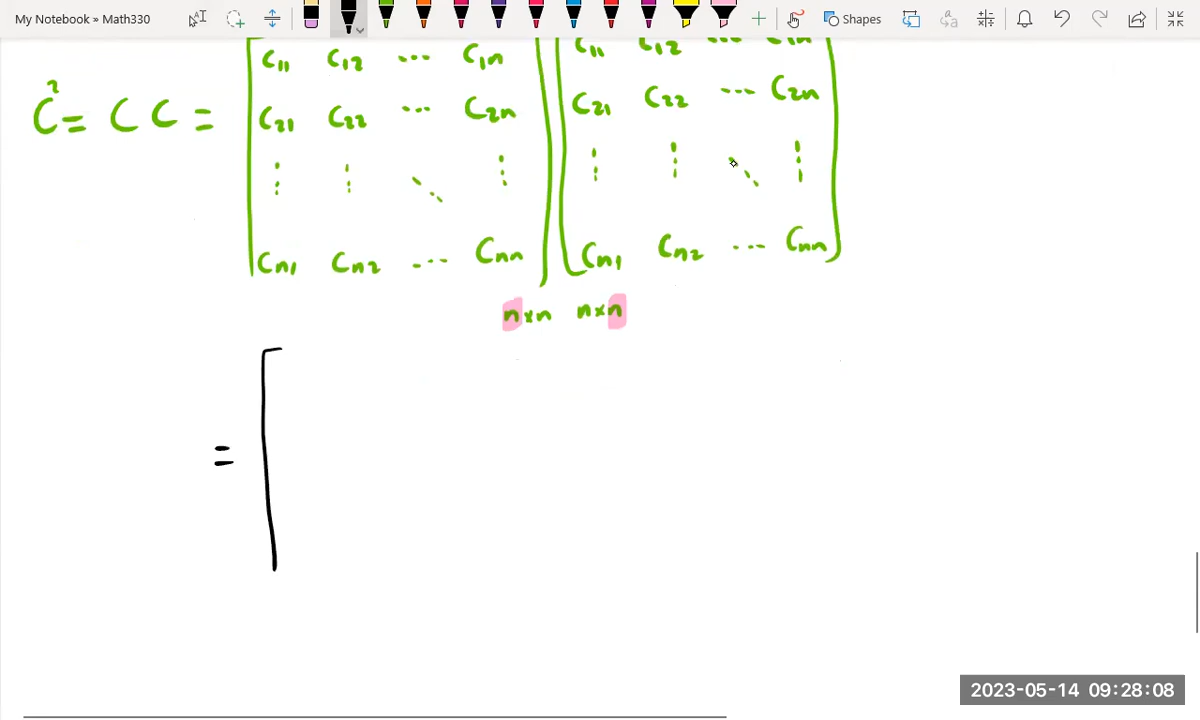 My Notebook » Math330
Shapes
C² = C C = [ C11 C12 ... C1n ] [ C11 C12 ... C1n ]
C21 C22 ... C2n C21 C22 ... C2n
⋮ ⋮ ⋱ ⋮ ⋮ ⋮ ⋱ ⋮
Cn1 Cn2 ... Cnn Cn1 Cn2 ... Cnn
n×n n×n
= [
2023-05-14 09:28:08